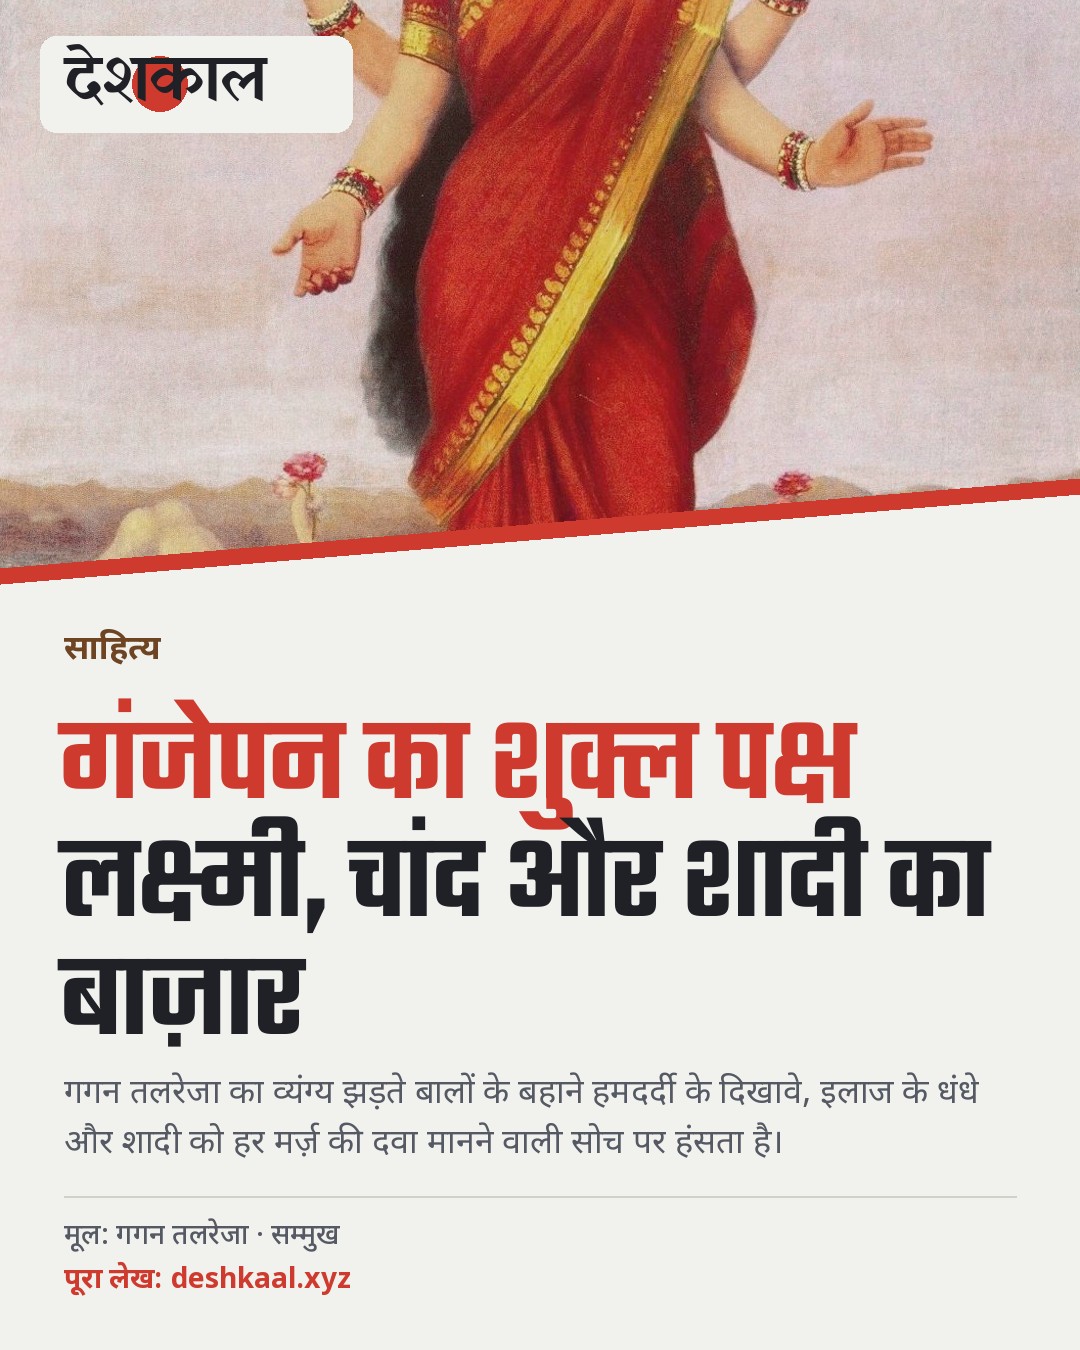 देशकाल
साहित्य
गंजेपन का शुक्ल पक्ष
लक्ष्मी, चांद और शादी का
बाज़ार
गगन तलरेजा का व्यंग्य झड़ते बालों के बहाने हमदर्दी के दिखावे, इलाज के धंधे
और शादी को हर मर्ज़ की दवा मानने वाली सोच पर हंसता है।
मूल: गगन तलरेजा · सम्मुख
पूरा लेख: deshkaal.xyz